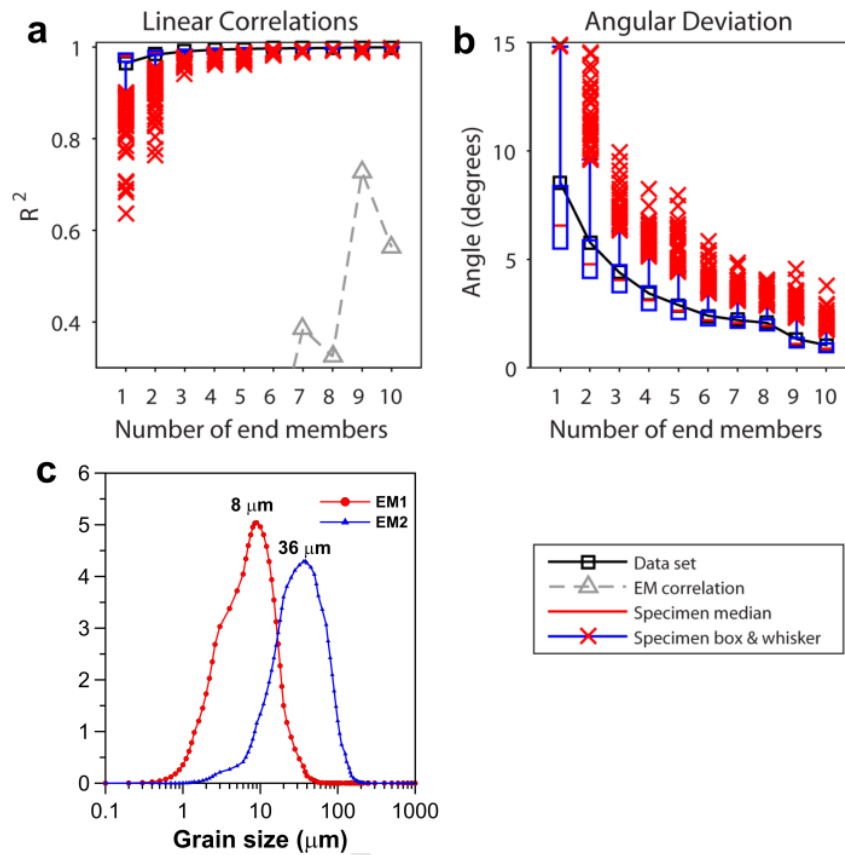 a
Linear Correlations
1
0.8
0.6
0.4
R 2
1 2 3 4 5 6 7 8 9 10
Number of end members
b
Angular Deviation
15
10
5
0
Angle (degrees)
1 2 3 4 5 6 7 8 9 10
Number of end members
c
6
5
4
3
2
1
0
8 μm
36 μm
EM1
EM2
0.1 1 10 100 1000
Grain size (μm)
Data set
EM correlation
Specimen median
Specimen box & whisker